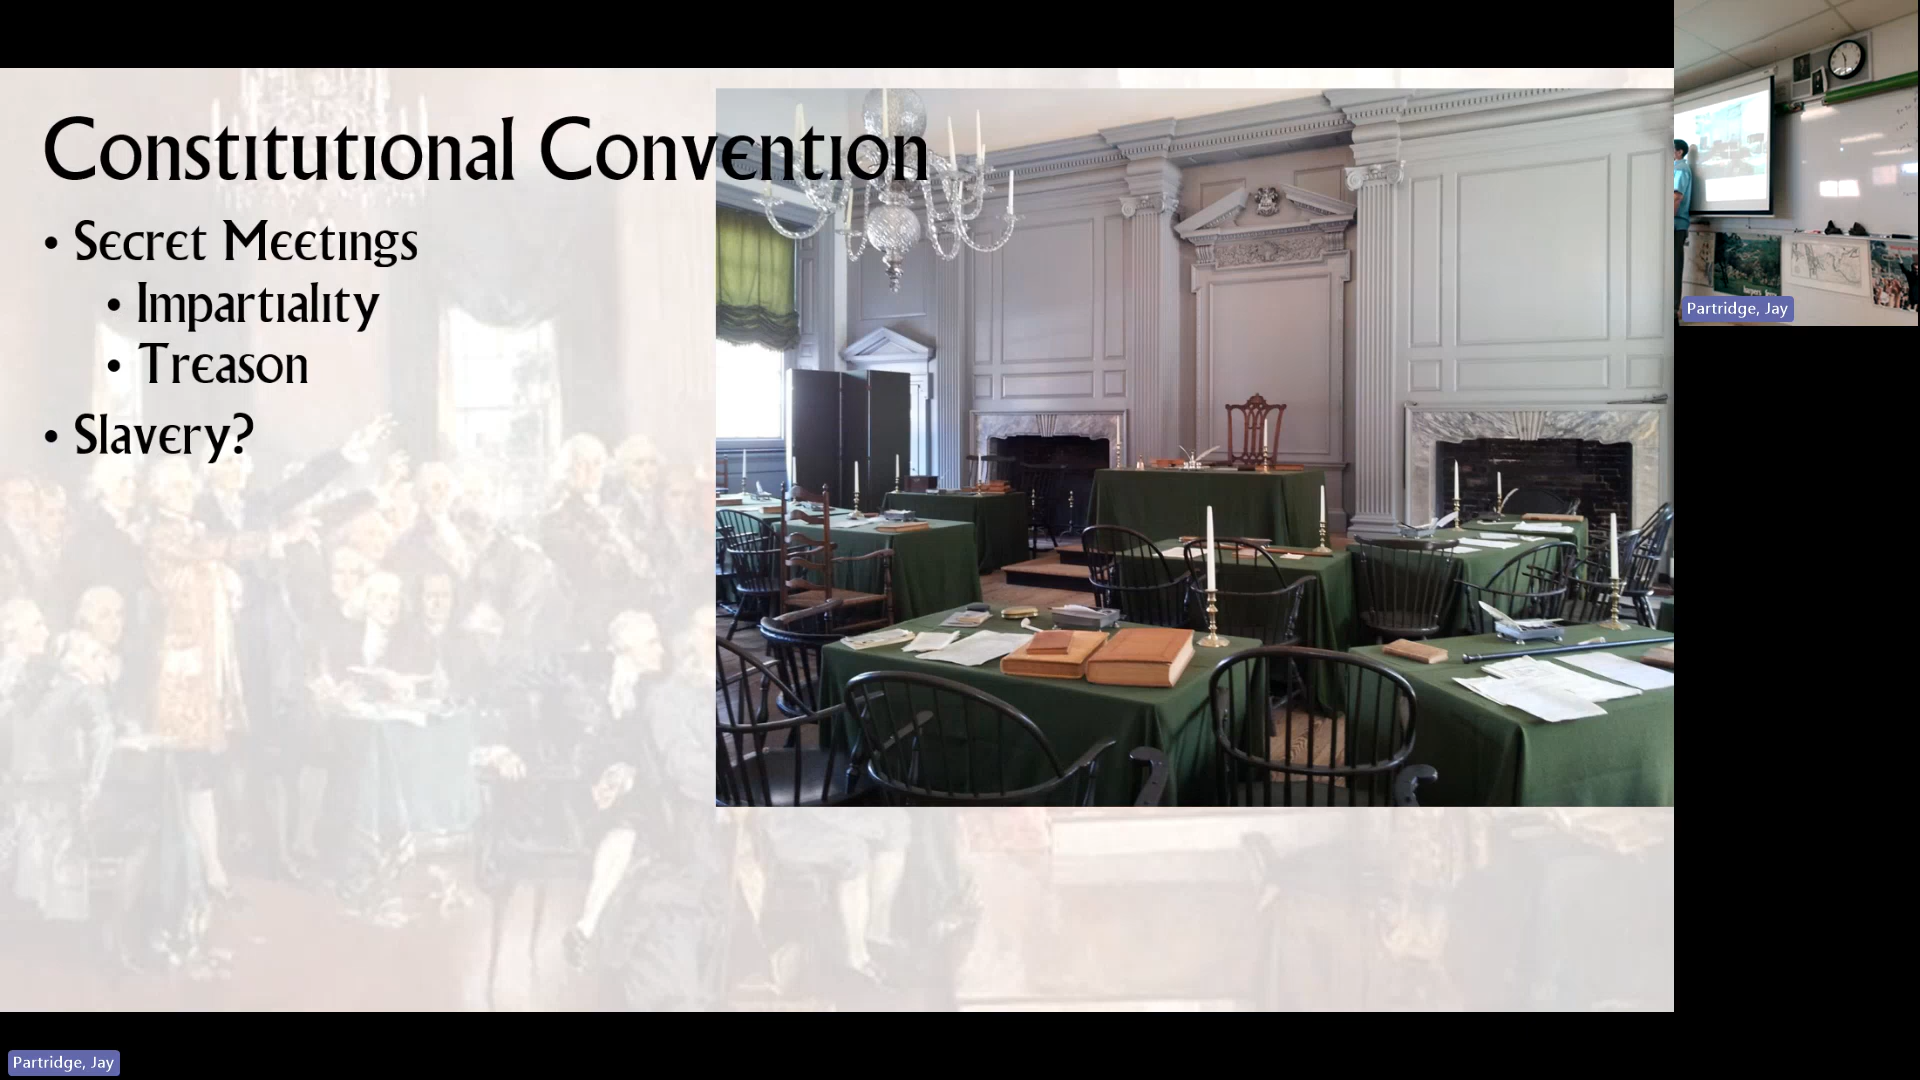 Constitutional Convention
• Secret Meetings
• Impartiality
• Treason
• Slavery?
Partridge, Jay
Partridge, Jay